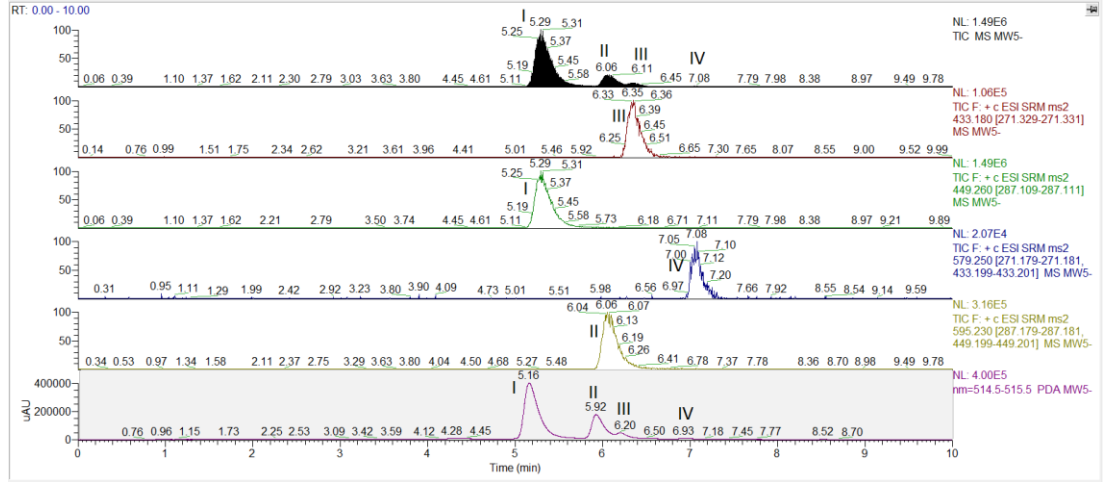 RT: 0.00 - 10.00
I 5.29 5.31
5.25
5.37
II III IV
5.45 6.06
5.19 6.11
0.06 0.39 1.10 1.37 1.62 2.11 2.30 2.79 3.03 3.63 3.80 4.45 4.61 5.11 5.58 6.45 7.08 7.79 7.98 8.38 8.97 9.49 9.78
100
50
NL: 1.49E6
TIC MS MW5-
6.33 6.35 6.36
III 6.39
6.45
6.25 6.51
0.14 0.76 0.99 1.51 1.75 2.34 2.62 3.21 3.61 3.96 4.41 5.01 5.46 5.92 6.65 7.30 7.65 8.07 8.55 9.00 9.52 9.99
100
50
NL: 1.06E5
TIC F: + c ESI SRM ms2
433.180 [271.329-271.331]
MS MW5-
5.29 5.31
5.25
I 5.37
5.19 5.45
0.06 0.39 1.10 1.37 1.62 2.21 2.79 3.50 3.74 4.45 4.61 5.11 5.58 5.73 6.18 6.71 7.11 7.79 7.98 8.38 8.97 9.21 9.89
100
50
NL: 1.49E6
TIC F: + c ESI SRM ms2
449.260 [287.109-287.111]
MS MW5-
7.08
7.05 7.10
7.00 7.12
IV 7.20
0.31 0.95 1.11 1.29 1.99 2.42 2.92 3.23 3.80 3.90 4.09 4.73 5.01 5.51 5.98 6.56 6.97 7.66 7.92 8.55 8.54 9.14 9.59
100
50
NL: 2.07E4
TIC F: + c ESI SRM ms2
579.250 [271.179-271.181,
433.199-433.201] MS MW5-
6.04 6.06 6.07
6.13
II 6.19
6.26
0.34 0.53 0.97 1.34 1.58 2.11 2.37 2.75 3.29 3.63 3.80 4.04 4.50 4.68 5.27 5.48 6.41 6.78 7.37 7.78 8.36 8.70 8.98 9.49 9.78
100
50
NL: 3.16E5
TIC F: + c ESI SRM ms2
595.230 [287.179-287.181,
449.199-449.201] MS MW5-
I 5.16
II
5.92 III IV
6.20
0.76 0.96 1.15 1.73 2.25 2.53 3.09 3.42 3.59 4.12 4.28 4.45 6.50 6.93 7.18 7.45 7.77 8.52 8.70
400000
200000
0
uAU
NL: 4.00E5
nm=514.5-515.5 PDA MW5-
0 1 2 3 4 5 6 7 8 9 10
Time (min)